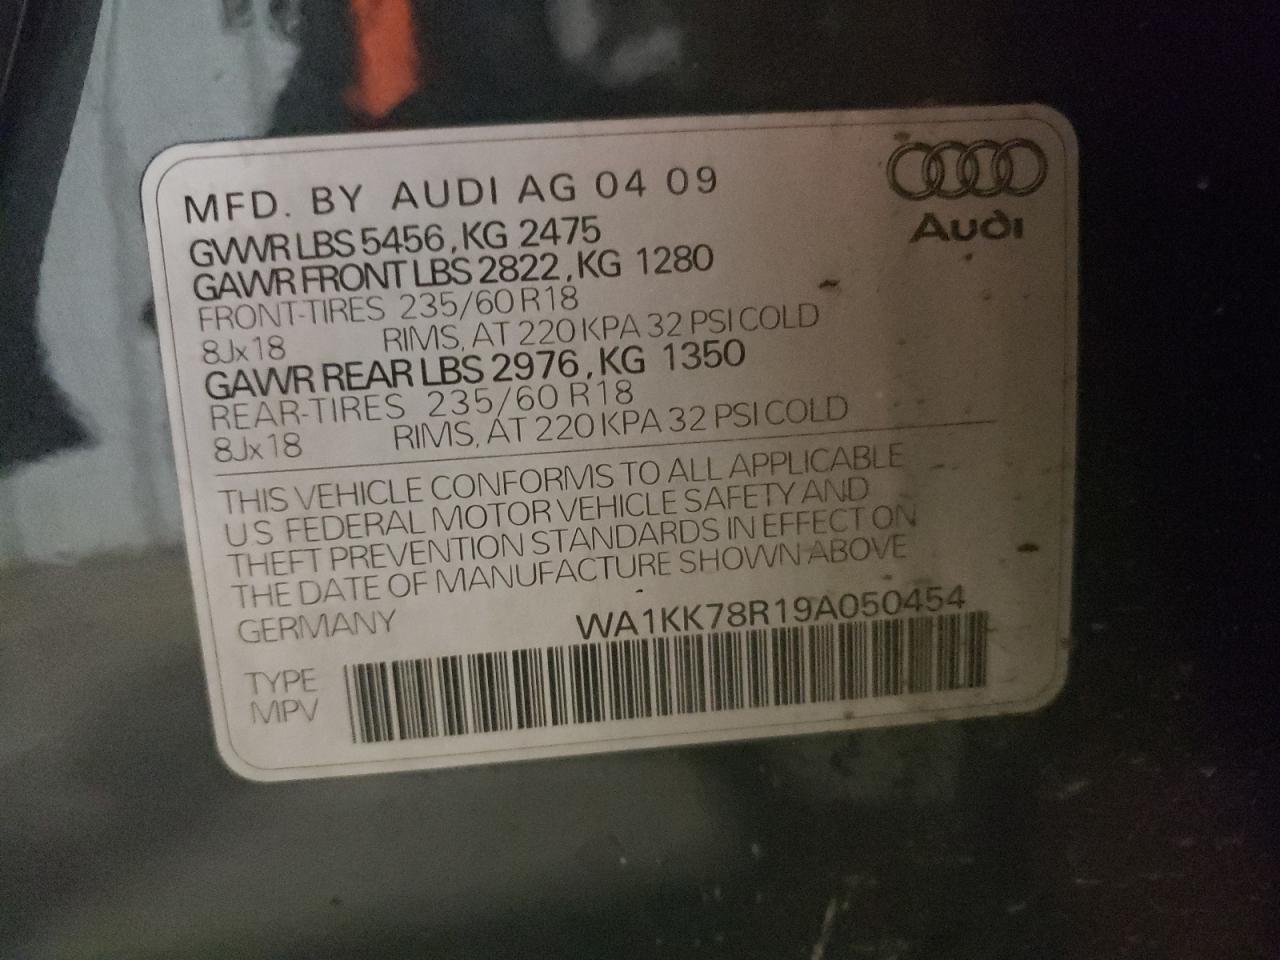 MFD. BY AUDI AG 04 09
Audi
GVWR LBS 5456, KG 2475
GAWR FRONT LBS 2822, KG 1280
FRONT-TIRES 235/60 R18
8Jx18 RIMS, AT 220 KPA 32 PSI COLD
GAWR REAR LBS 2976, KG 1350
REAR-TIRES 235/60 R18
8Jx18 RIMS, AT 220 KPA 32 PSI COLD
THIS VEHICLE CONFORMS TO ALL APPLICABLE
US FEDERAL MOTOR VEHICLE SAFETY AND
THEFT PREVENTION STANDARDS IN EFFECT ON
THE DATE OF MANUFACTURE SHOWN ABOVE
GERMANY WA1KK78R19A050454
TYPE
MPV